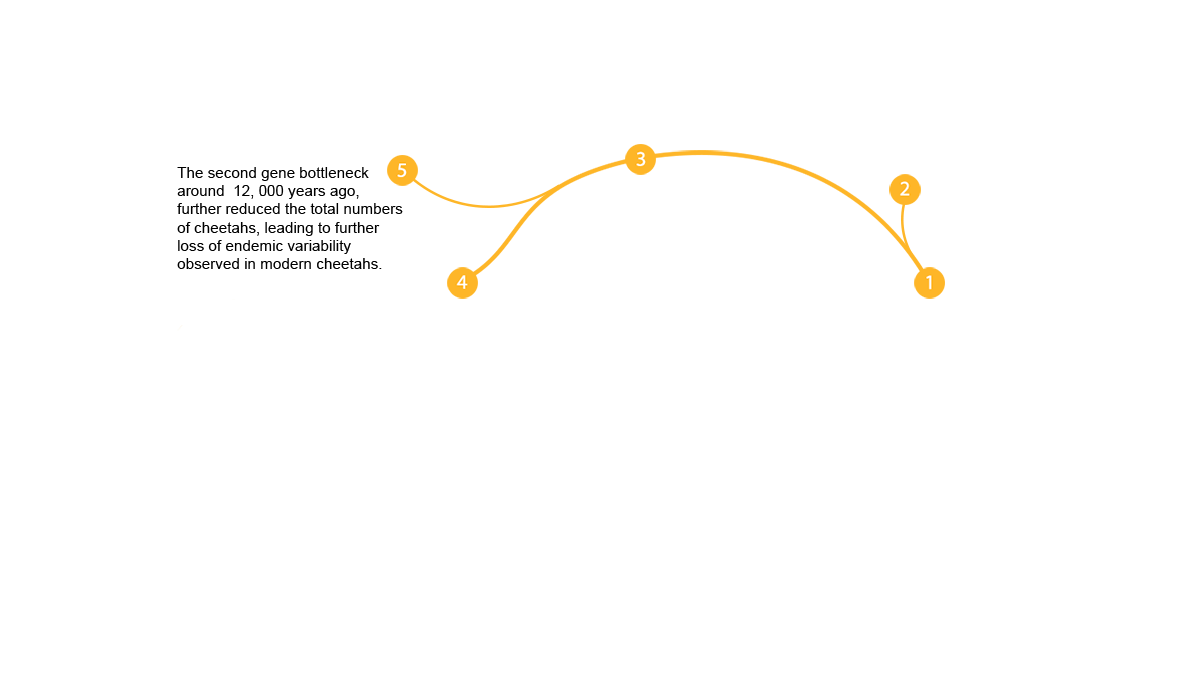 The second gene bottleneck
around  12, 000 years ago,
further reduced the total numbers
of cheetahs, leading to further
loss of endemic variability
observed in modern cheetahs.
5
3
2
4
1